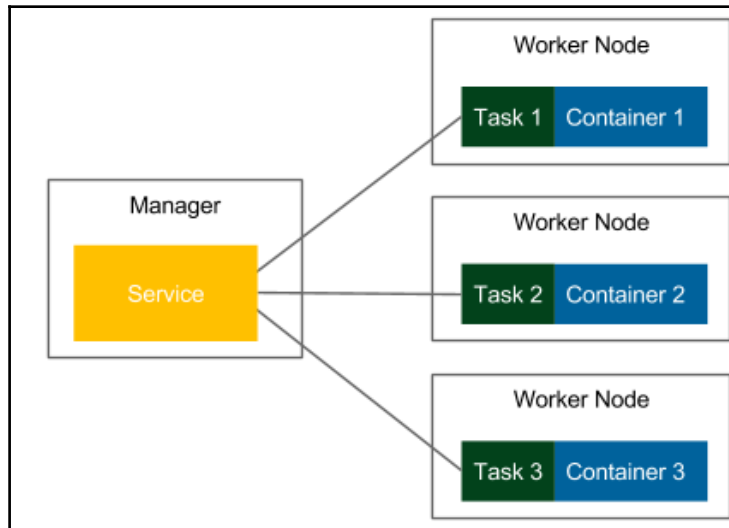 Manager
Service
Worker Node
Task 1 Container 1
Worker Node
Task 2 Container 2
Worker Node
Task 3 Container 3